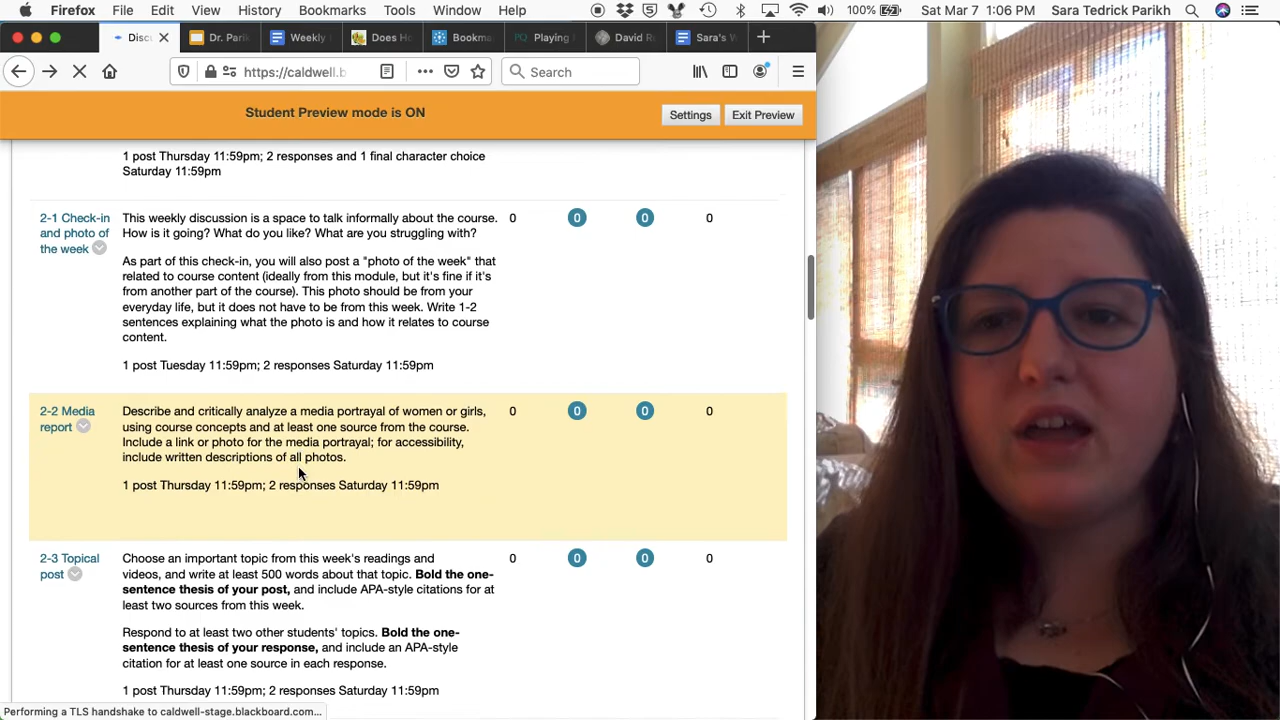 Firefox File Edit View History Bookmarks Tools Window Help 100% Sat Mar 7 1:06 PM Sara Tedrick Parikh
Discu Dr. Parik Weekly Does Ho Bookma PQ Playing David Ru Sara's W
https://caldwell.b Search
Student Preview mode is ON Settings Exit Preview
1 post Thursday 11:59pm; 2 responses and 1 final character choice
Saturday 11:59pm
2-1 Check-in
and photo of
the week
This weekly discussion is a space to talk informally about the course.
How is it going? What do you like? What are you struggling with?
As part of this check-in, you will also post a "photo of the week" that
related to course content (ideally from this module, but it's fine if it's
from another part of the course). This photo should be from your
everyday life, but it does not have to be from this week. Write 1-2
sentences explaining what the photo is and how it relates to course
content.
1 post Tuesday 11:59pm; 2 responses Saturday 11:59pm
0 0 0 0
2-2 Media
report
Describe and critically analyze a media portrayal of women or girls,
using course concepts and at least one source from the course.
Include a link or photo for the media portrayal; for accessibility,
include written descriptions of all photos.
1 post Thursday 11:59pm; 2 responses Saturday 11:59pm
0 0 0 0
2-3 Topical
post
Choose an important topic from this week's readings and
videos, and write at least 500 words about that topic. Bold the one-
sentence thesis of your post, and include APA-style citations for at
least two sources from this week.
Respond to at least two other students' topics. Bold the one-
sentence thesis of your response, and include an APA-style
citation for at least one source in each response.
1 post Thursday 11:59pm; 2 responses Saturday 11:59pm
0 0 0 0
Performing a TLS handshake to caldwell-stage.blackboard.com...